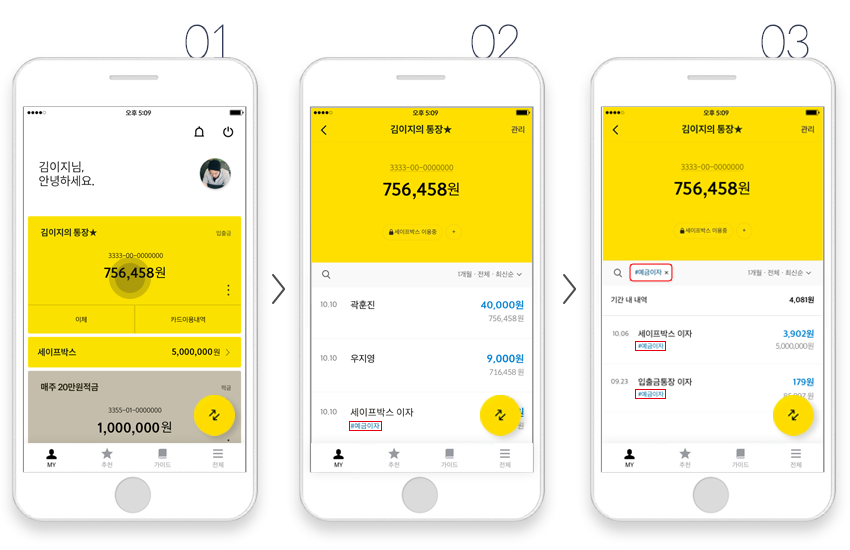 01
오후 5:09
김이지님,
안녕하세요.
김이지의 통장★
입출금
3333-00-0000000
756,458원
이체
카드이용내역
세이프박스
5,000,000원 >
매주 20만원적금
적금
3355-01-0000000
1,000,000원
MY
추천
가이드
전체
02
오후 5:09
김이지의 통장★
관리
3333-00-0000000
756,458원
세이프박스 이용중
+
1개월 · 전체 · 최신순
10.10
곽훈진
40,000원
756,458원
10.10
우지영
9,000원
716,458 원
10.10
세이프박스 이자
#예금이자
MY
추천
가이드
전체
03
오후 5:09
김이지의 통장★
관리
3333-00-0000000
756,458원
세이프박스 이용중
+
#예금이자 ×
1개월 · 전체 · 최신순
기간 내 내역
4,081원
10.06
세이프박스 이자
3,902원
#예금이자
5,000,000원
09.23
입출금통장 이자
179원
#예금이자
MY
추천
가이드
전체